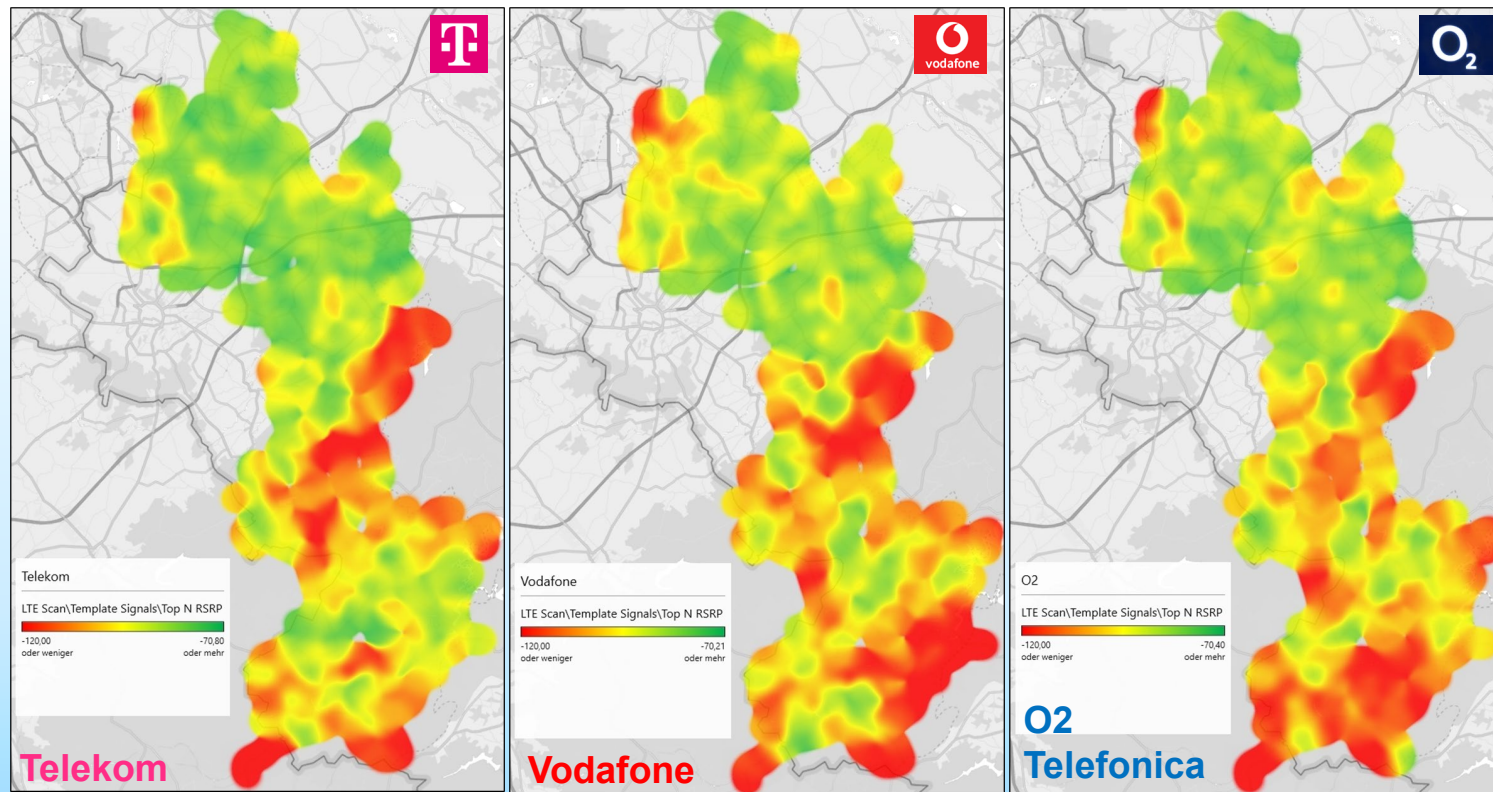 T
vodafone
O2
Telekom
LTE Scan\Template Signals\Top N RSRP
-120,00
-70,80
oder weniger
oder mehr
Telekom
Vodafone
LTE Scan\Template Signals\Top N RSRP
-120,00
-70,21
oder weniger
oder mehr
Vodafone
O2
LTE Scan\Template Signals\Top N RSRP
-120,00
-70,40
oder weniger
oder mehr
O2
Telefonica